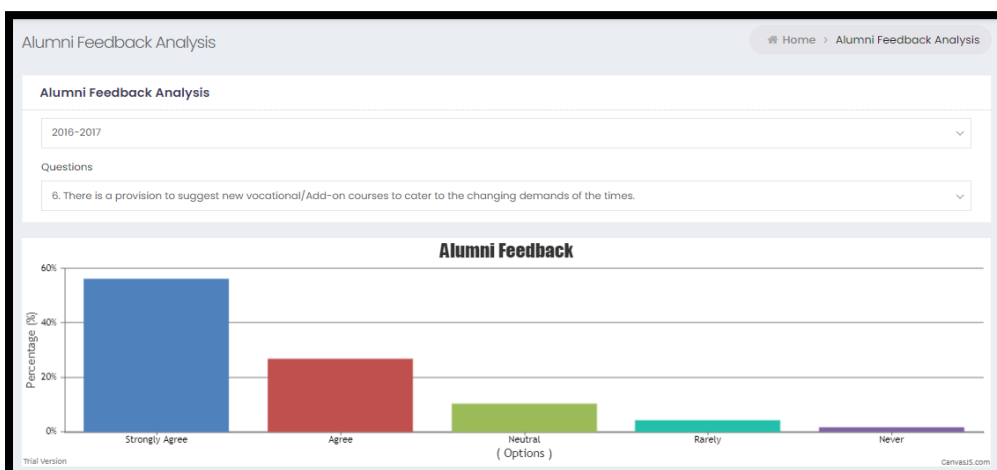 Alumni Feedback Analysis
Home > Alumni Feedback Analysis
Alumni Feedback Analysis
2016-2017
Questions
6. There is a provision to suggest new vocational/Add-on courses to cater to the changing demands of the times.
Alumni Feedback
Percentage (%)
60%
40%
20%
0%
Strongly Agree Agree Neutral Rarely Never
( Options )
Trial Version
CanvasJS.com